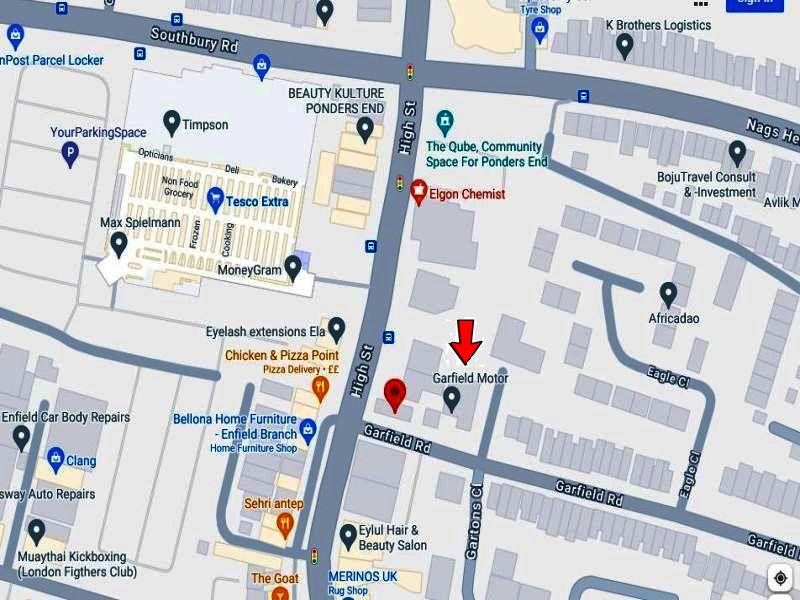 Tyre Shop
K Brothers Logistics
Southbury Rd
nPost Parcel Locker
BEAUTY KULTURE
PONDERS END
High St
Timpson
YourParkingSpace
P
The Qube, Community
Space For Ponders End
Nags He
Opticians
Deli
Bakery
Non Food
Grocery
BojuTravel Consult
& -Investment
Elgon Chemist
Tesco Extra
Avlik M
Max Spielmann
Frozen
Cooking
MoneyGram
Africadao
Eyelash extensions Ela
Chicken & Pizza Point
Pizza Delivery • ££
High St
Garfield Motor
Eagle Cl
Enfield Car Body Repairs
Bellona Home Furniture
- Enfield Branch
Home Furniture Shop
Garfield Rd
Clang
Eagle Cl
sway Auto Repairs
Garfield Rd
Gartons Cl
Sehri antep
Eylul Hair &
Beauty Salon
Garfield
Muaythai Kickboxing
(London Figthers Club)
The Goat
MERINOS UK
Rug Shop